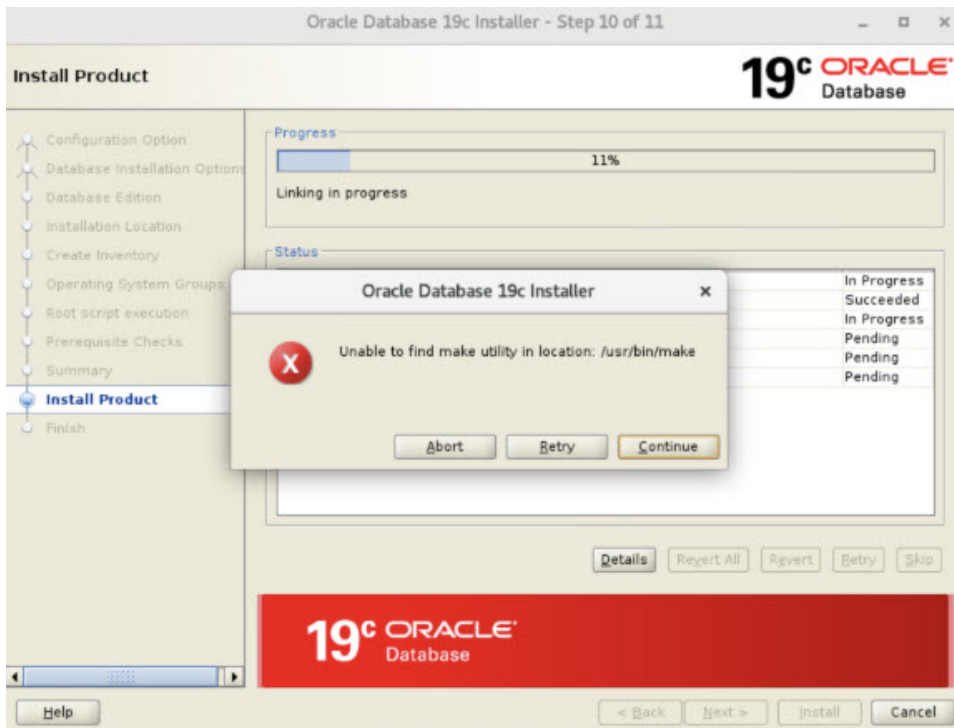 Oracle Database 19c Installer - Step 10 of 11
Install Product
19c ORACLE®
Database
Configuration Option
Database Installation Options
Database Edition
Installation Location
Create Inventory
Operating System Groups
Root script execution
Prerequisite Checks
Summary
Install Product
Finish
Progress
11%
Linking in progress
Status
In Progress
Succeeded
In Progress
Pending
Pending
Pending
Oracle Database 19c Installer
Unable to find make utility in location: /usr/bin/make
Abort
Retry
Continue
Details
Revert All
Revert
Retry
Skip
19c ORACLE®
Database
Help
< Back
Next >
Install
Cancel